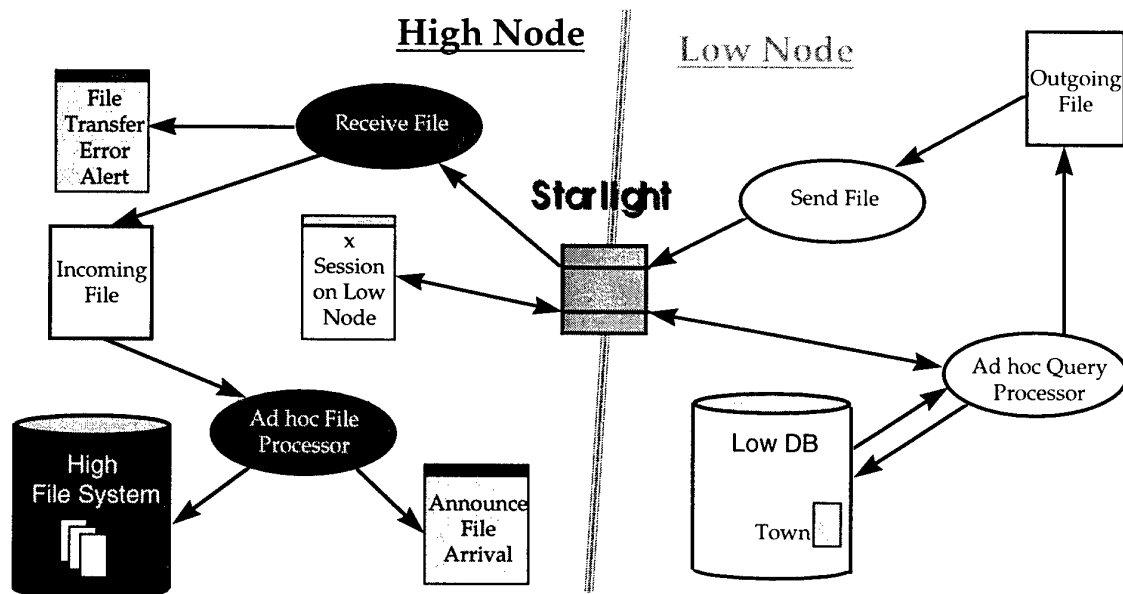 High Node
Low Node
File
Transfer
Error
Alert
Receive File
Outgoing
File
Starlight
Send File
Incoming
File
x
Session
on Low
Node
Ad hoc File
Processor
Ad hoc Query
Processor
High
File System
Low DB
Town
Announce
File
Arrival